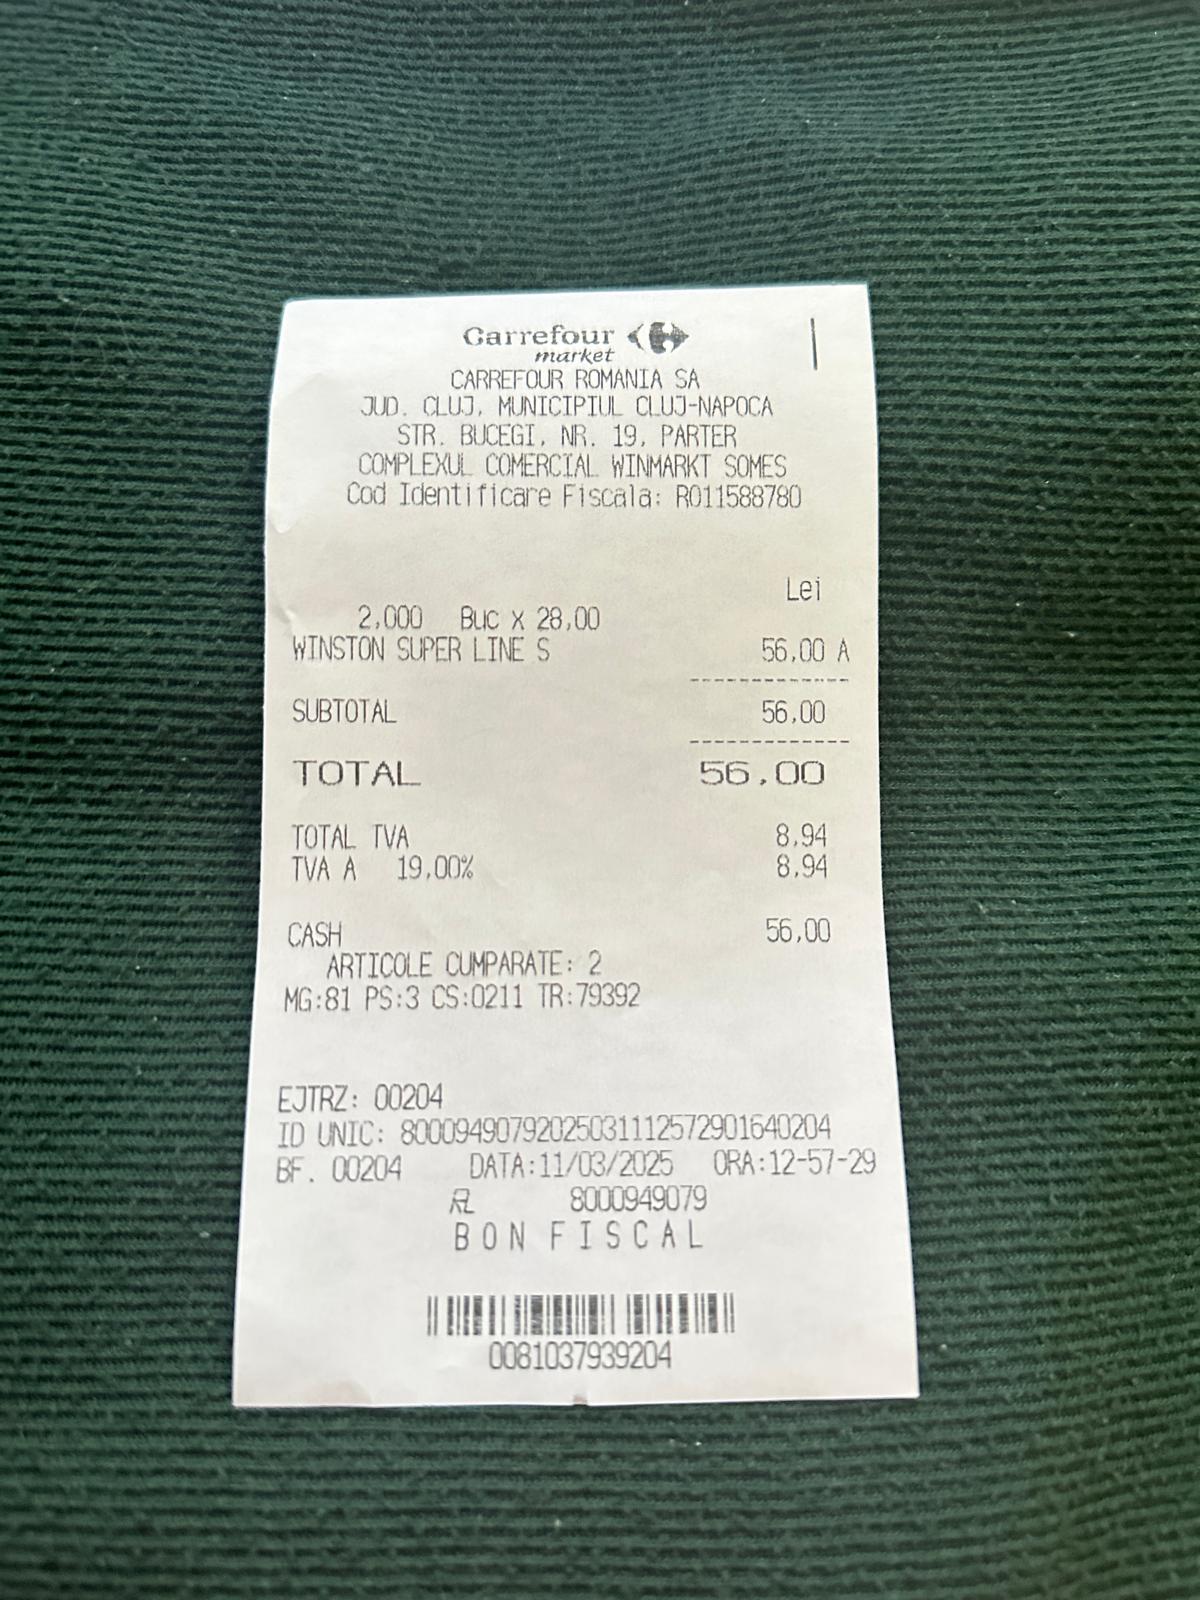 Carrefour
market
CARREFOUR ROMANIA SA
JUD. CLUJ, MUNICIPIUL CLUJ-NAPOCA
STR. BUCEGI, NR. 19, PARTER
COMPLEXUL COMERCIAL WINMARKT SOMES
Cod Identificare Fiscala: RO11588780
Lei
2,000 Buc x 28,00
WINSTON SUPER LINE S 56,00 A
SUBTOTAL 56,00
TOTAL 56,00
TOTAL TVA 8,94
TVA A 19,00% 8,94
CASH 56,00
ARTICOLE CUMPARATE: 2
MG:81 PS:3 CS:0211 TR:79392
EJTRZ: 00204
ID UNIC: 80009490792025031112572901640204
BF. 00204 DATA:11/03/2025 ORA:12-57-29
8000949079
BON FISCAL
0081037939204